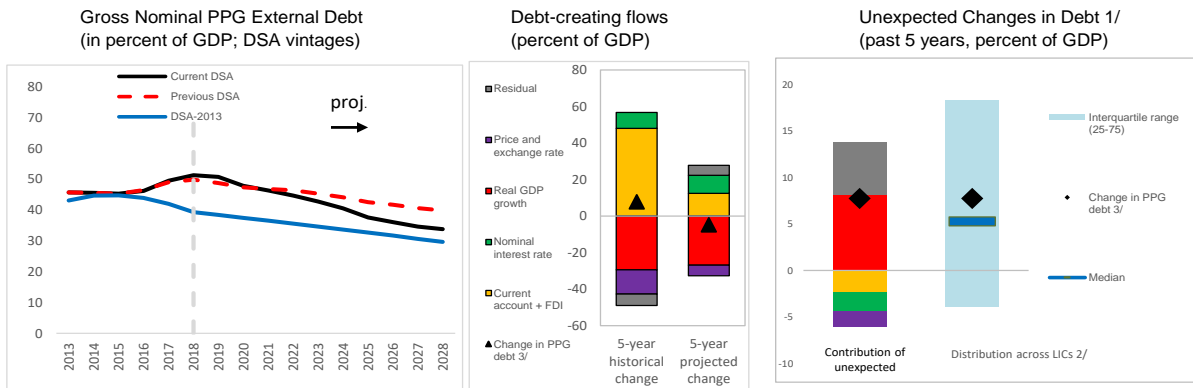 Gross Nominal PPG External Debt
(in percent of GDP; DSA vintages)
Current DSA
Previous DSA
DSA-2013
proj.
80
70
60
50
40
30
20
10
0
2013
2014
2015
2016
2017
2018
2019
2020
2021
2022
2023
2024
2025
2026
2027
2028
Debt-creating flows
(percent of GDP)
Residual
Price and
exchange rate
Real GDP
growth
Nominal
interest rate
Current
account + FDI
Change in PPG
debt 3/
80
60
40
20
0
-20
-40
-60
5-year
historical
change
5-year
projected
change
Unexpected Changes in Debt 1/
(past 5 years, percent of GDP)
20
15
10
5
0
-5
-10
Interquartile range
(25-75)
Change in PPG
debt 3/
Median
Contribution of
unexpected
Distribution across LICs 2/